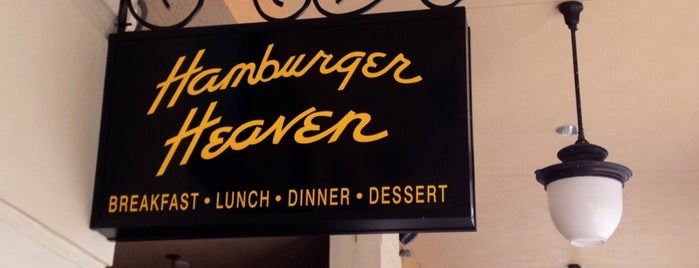 Hamburger
Heaven
BREAKFAST • LUNCH • DINNER • DESSERT